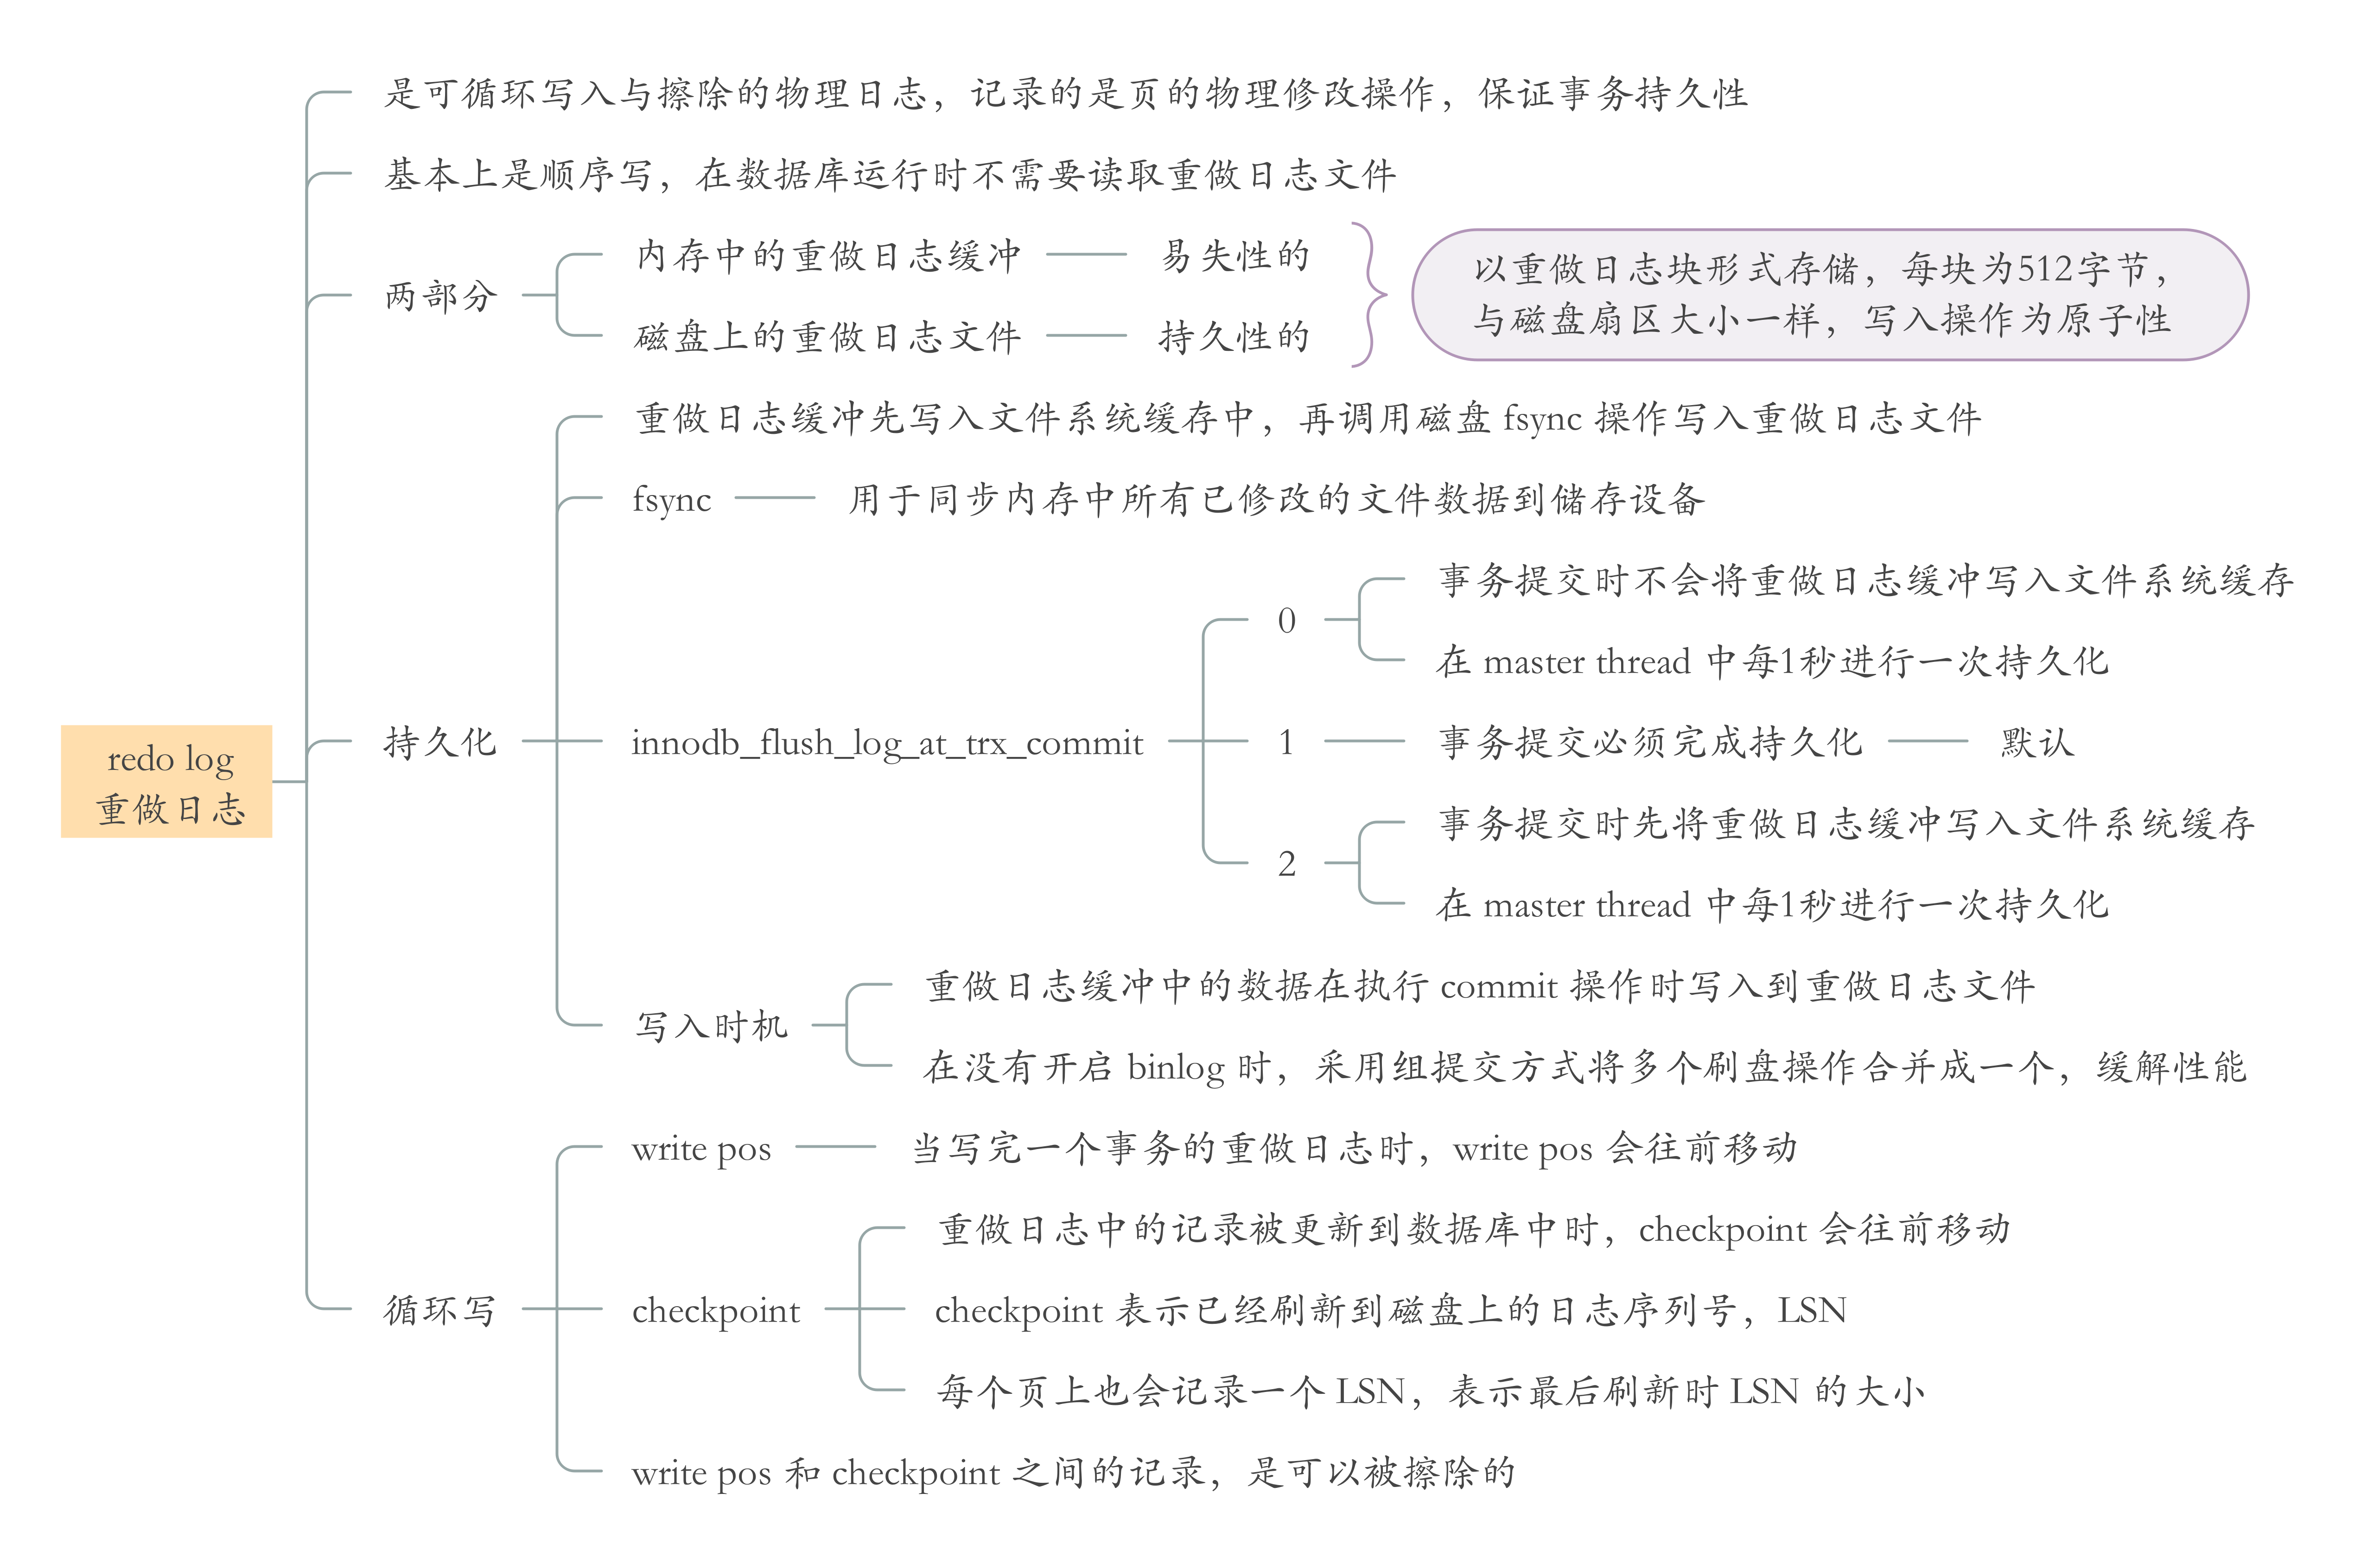 redo log
重做日志
是可循环写入与擦除的物理日志，记录的是页的物理修改操作，保证事务持久性
基本上是顺序写，在数据库运行时不需要读取重做日志文件
两部分
内存中的重做日志缓冲
易失性的
磁盘上的重做日志文件
持久性的
以重做日志块形式存储，每块为512字节，
与磁盘扇区大小一样，写入操作为原子性
持久化
重做日志缓冲先写入文件系统缓存中，再调用磁盘 fsync 操作写入重做日志文件
fsync
用于同步内存中所有已修改的文件数据到储存设备
innodb_flush_log_at_trx_commit
0
事务提交时不会将重做日志缓冲写入文件系统缓存
在 master thread 中每1秒进行一次持久化
1
事务提交必须完成持久化
默认
2
事务提交时先将重做日志缓冲写入文件系统缓存
在 master thread 中每1秒进行一次持久化
写入时机
重做日志缓冲中的数据在执行 commit 操作时写入到重做日志文件
在没有开启 binlog 时，采用组提交方式将多个刷盘操作合并成一个，缓解性能
循环写
write pos
当写完一个事务的重做日志时，write pos 会往前移动
checkpoint
重做日志中的记录被更新到数据库中时，checkpoint 会往前移动
checkpoint 表示已经刷新到磁盘上的日志序列号，LSN
每个页上也会记录一个 LSN，表示最后刷新时 LSN 的大小
write pos 和 checkpoint 之间的记录，是可以被擦除的